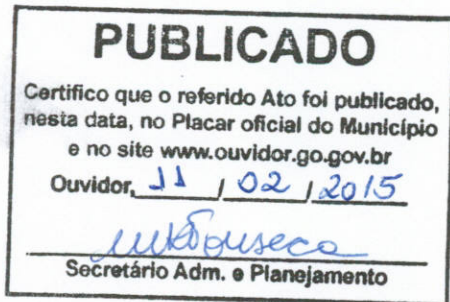 PUBLICADO
Certifico que o referido Ato foi publicado,
nesta data, no Placar oficial do Município
e no site www.ouvidor.go.gov.br
Ouvidor, 11 / 02 / 2015
Secretário Adm. e Planejamento